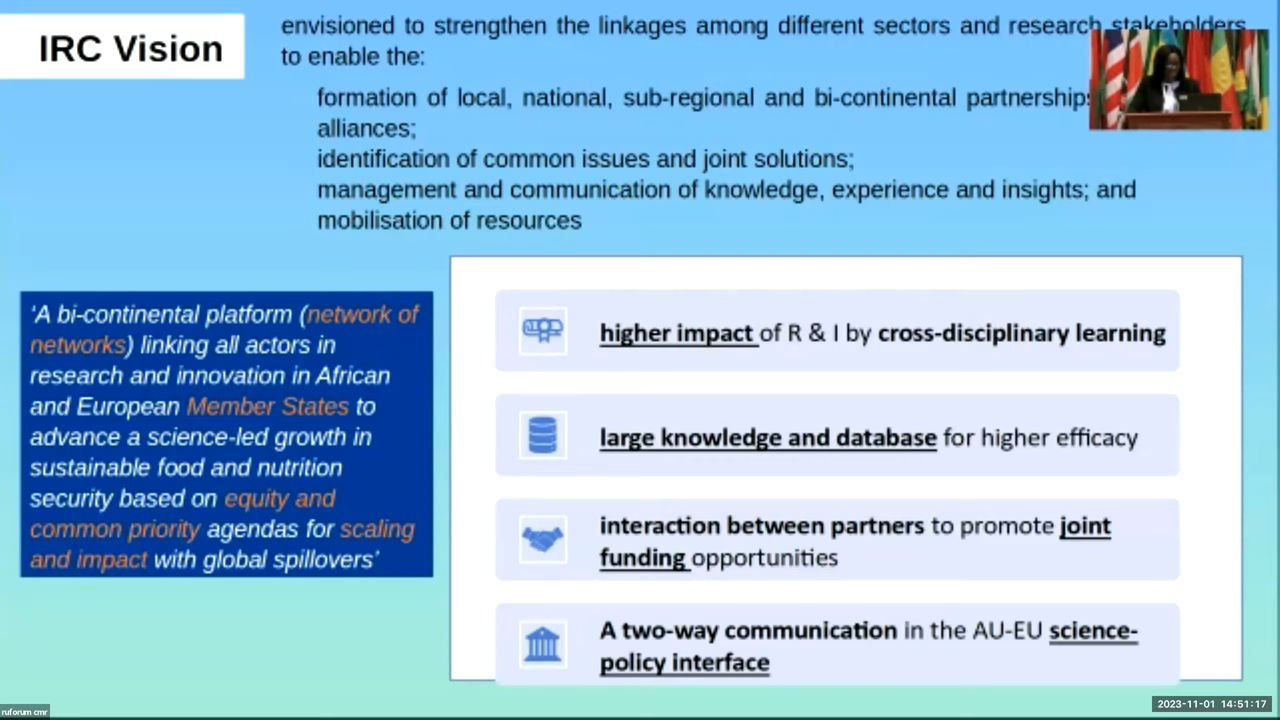 IRC Vision
envisioned to strengthen the linkages among different sectors and research stakeholders
to enable the:
formation of local, national, sub-regional and bi-continental partnerships
alliances;
identification of common issues and joint solutions;
management and communication of knowledge, experience and insights; and
mobilisation of resources
‘A bi-continental platform (network of
networks) linking all actors in
research and innovation in African
and European Member States to
advance a science-led growth in
sustainable food and nutrition
security based on equity and
common priority agendas for scaling
and impact with global spillovers’
higher impact of R & I by cross-disciplinary learning
large knowledge and database for higher efficacy
interaction between partners to promote joint
funding opportunities
A two-way communication in the AU-EU science-
policy interface
ruforum cmr
2023-11-01 14:51:17